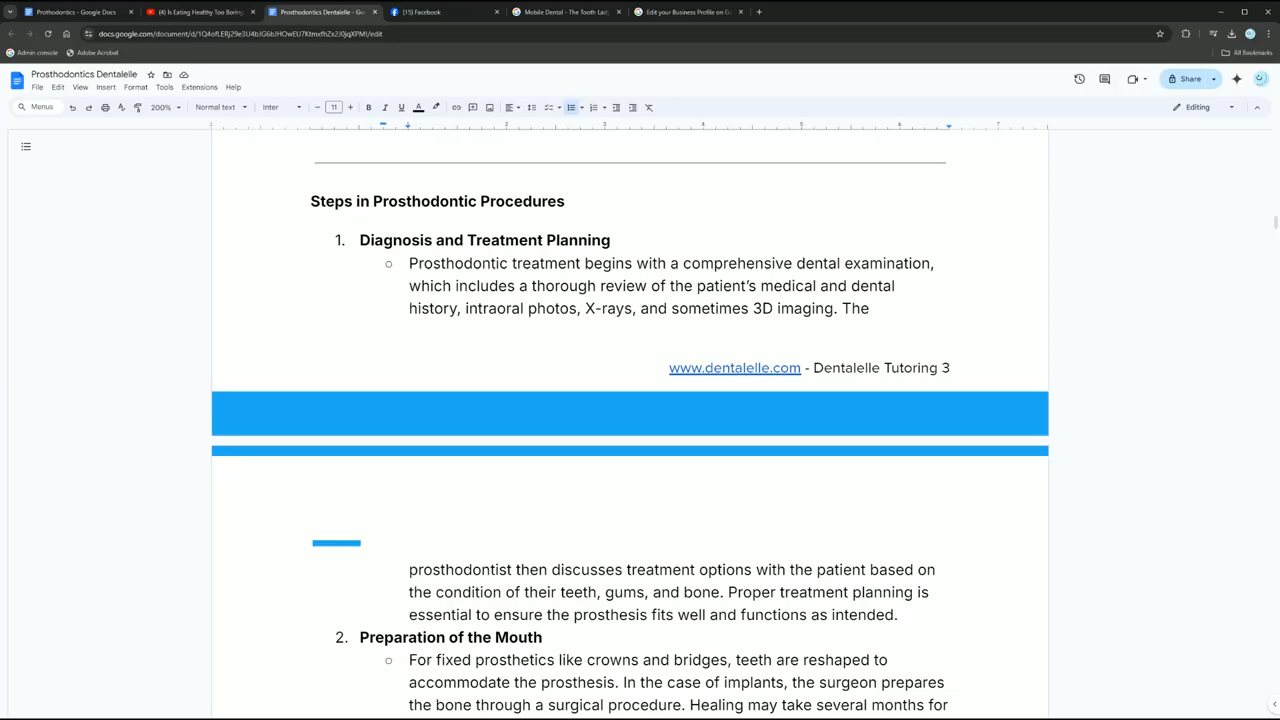 Prothodontics - Google Docs
(4) Is Eating Healthy Too Boring
Prosthodontics Dentalelle - Go
(15) Facebook
Mobile Dental - The Tooth Lady
Edit your Business Profile on G
docs.google.com/document/d/
/edit
All Bookmarks
Admin console
Adobe Acrobat
Prosthodontics Dentalelle
Share
File Edit View Insert Format Tools Extensions Help
Menus
200%
Normal text
Inter
11
Editing
2 3 4 5 6 7
Steps in Prosthodontic Procedures
1. Diagnosis and Treatment Planning
○ Prosthodontic treatment begins with a comprehensive dental examination,
which includes a thorough review of the patient's medical and dental
history, intraoral photos, X-rays, and sometimes 3D imaging. The
www.dentalelle.com - Dentalelle Tutoring 3
prosthodontist then discusses treatment options with the patient based on
the condition of their teeth, gums, and bone. Proper treatment planning is
essential to ensure the prosthesis fits well and functions as intended.
2. Preparation of the Mouth
○ For fixed prosthetics like crowns and bridges, teeth are reshaped to
accommodate the prosthesis. In the case of implants, the surgeon prepares
the bone through a surgical procedure. Healing may take several months for